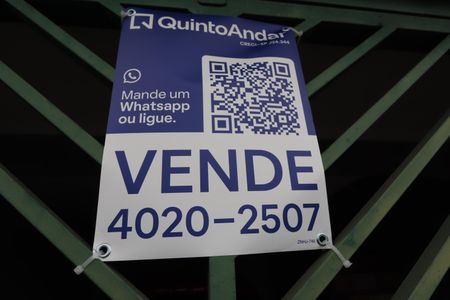 QuintoAndar
Mande um
Whatsapp
ou ligue.
VENDE
4020-2507